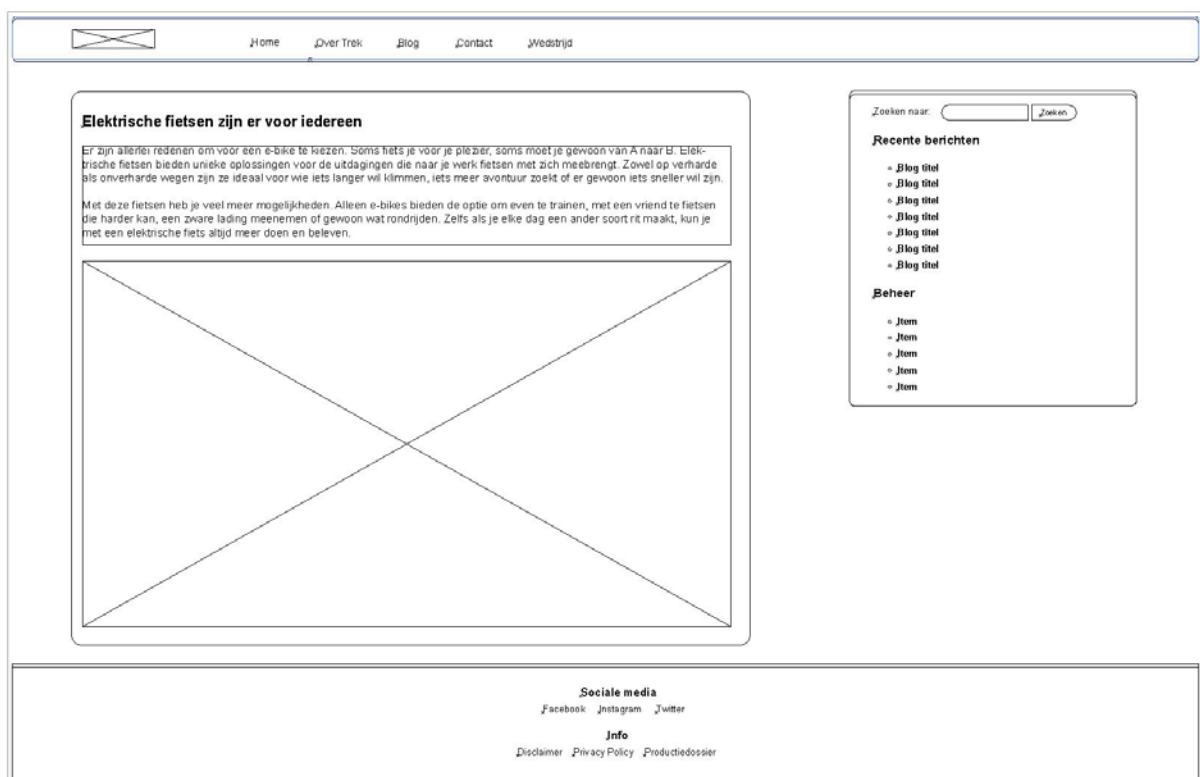 Home Over Trek Blog Contact Wedstrijd
Elektrische fietsen zijn er voor iedereen
Er zijn allerlei redenen om voor een e-bike te kiezen. Soms fiets je voor je plezier, soms moet je gewoon van A naar B. Elek-
trische fietsen bieden unieke oplossingen voor de uitdagingen die naar je werk fietsen met zich meebrengt. Zowel op verharde
als onverharde wegen zijn ze ideaal voor wie iets langer wil klimmen, iets meer avontuur zoekt of er gewoon iets sneller wil zijn.
Met deze fietsen heb je veel meer mogelijkheden. Alleen e-bikes bieden de optie om even te trainen, met een vriend te fietsen
die harder kan, een zware lading meenemen of gewoon wat rondrijden. Zelfs als je elke dag een ander soort rit maakt, kun je
met een elektrische fiets altijd meer doen en beleven.
Zoeken naar: Zoeken
Recente berichten
Blog titel
Blog titel
Blog titel
Blog titel
Blog titel
Blog titel
Blog titel
Beheer
Item
Item
Item
Item
Item
Sociale media
Facebook Instagram Twitter
Info
Disclaimer Privacy Policy Productiedossier